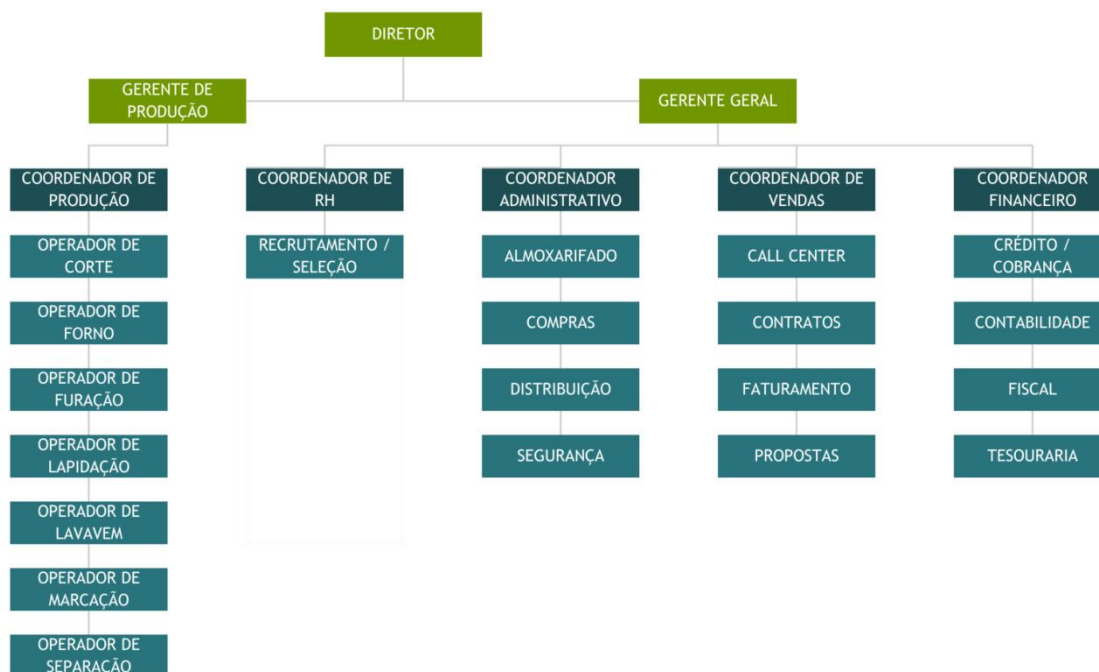 DIRETOR
GERENTE DE
PRODUÇÃO
GERENTE GERAL
COORDENADOR DE
PRODUÇÃO
COORDENADOR DE
RH
COORDENADOR
ADMINISTRATIVO
COORDENADOR DE
VENDAS
COORDENADOR
FINANCEIRO
OPERADOR DE
CORTE
RECRUTAMENTO /
SELEÇÃO
ALMOXARIFADO
CALL CENTER
CRÉDITO /
COBRANÇA
OPERADOR DE
FORNO
COMPRAS
CONTRATOS
CONTABILIDADE
OPERADOR DE
FURAÇÃO
DISTRIBUIÇÃO
FATURAMENTO
FISCAL
OPERADOR DE
LAPIDAÇÃO
SEGURANÇA
PROPOSTAS
TESOURARIA
OPERADOR DE
LAVAVEM
OPERADOR DE
MARCAÇÃO
OPERADOR DE
SEPARAÇÃO